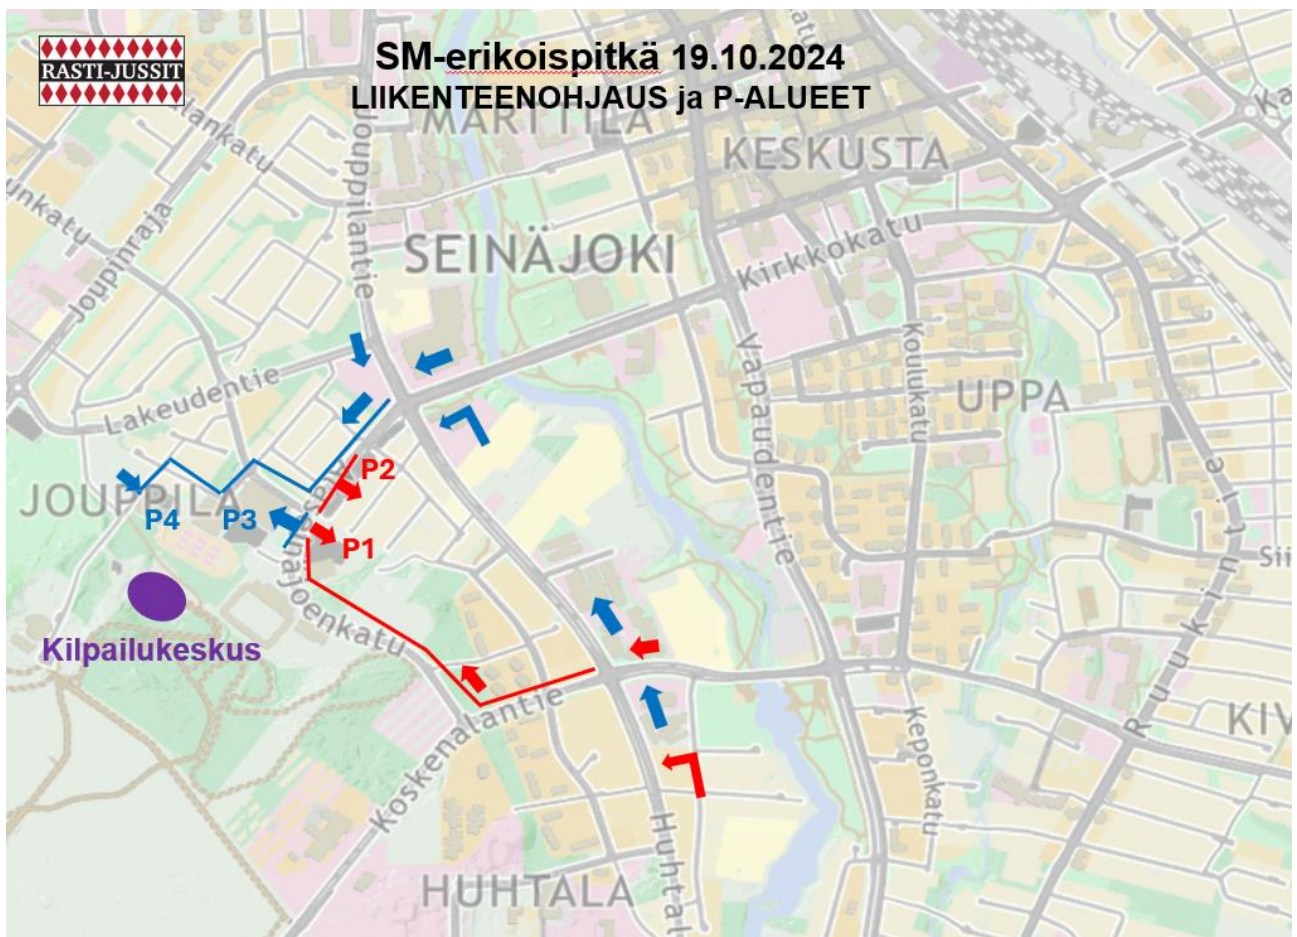 RASTI-JUSSIT
SM-erikoispitkä 19.10.2024
LIIKENTEENOHJAUS ja P-ALUEET
MARTTILA
KESKUSTA
Jouppilantie
Joupinraja
SEINÄJOKI
Kirkkokatu
Vapaudentie
Koulukatu
UPPA
Ruukintie
Lakeudentie
JOUPPILA
P4
P3
P2
P1
Kilpailukeskus
Koskenalantie
Keponkatu
HUHTALA